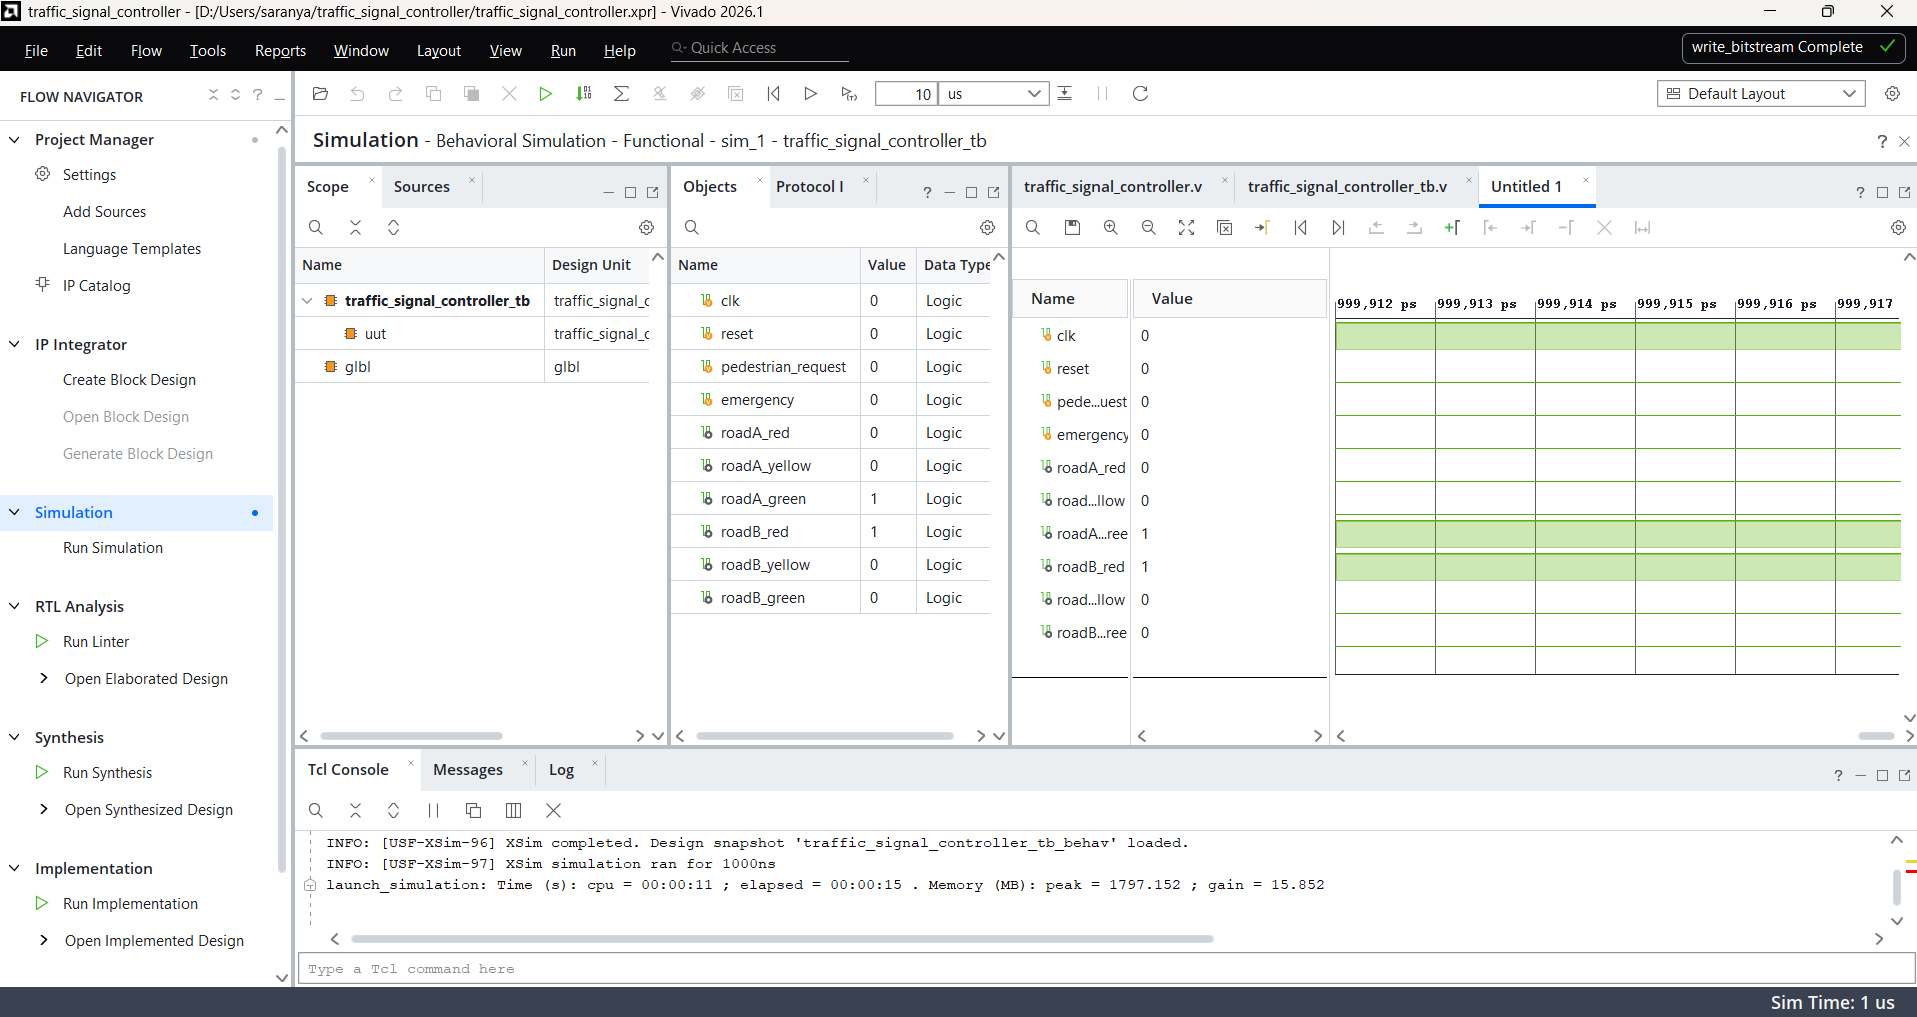 traffic_signal_controller - [D:/Users/saranya/traffic_signal_controller/traffic_signal_controller.xpr] - Vivado 2026.1
File Edit Flow Tools Reports Window Layout View Run Help Quick Access
write_bitstream Complete
FLOW NAVIGATOR
10 us
Default Layout
Project Manager
Settings
Add Sources
Language Templates
IP Catalog
IP Integrator
Create Block Design
Open Block Design
Generate Block Design
Simulation
Run Simulation
RTL Analysis
Run Linter
Open Elaborated Design
Synthesis
Run Synthesis
Open Synthesized Design
Implementation
Run Implementation
Open Implemented Design
Simulation - Behavioral Simulation - Functional - sim_1 - traffic_signal_controller_tb
Scope Sources
Name Design Unit
traffic_signal_controller_tb traffic_signal_c
uut traffic_signal_c
glbl glbl
Objects Protocol I
Name Value Data Type
clk 0 Logic
reset 0 Logic
pedestrian_request 0 Logic
emergency 0 Logic
roadA_red 0 Logic
roadA_yellow 0 Logic
roadA_green 1 Logic
roadB_red 1 Logic
roadB_yellow 0 Logic
roadB_green 0 Logic
traffic_signal_controller.v traffic_signal_controller_tb.v Untitled 1
Name Value
999,912 ps 999,913 ps 999,914 ps 999,915 ps 999,916 ps 999,917
clk 0
reset 0
pede...uest 0
emergency 0
roadA_red 0
road...llow 0
roadA...ree 1
roadB_red 1
road...llow 0
roadB...ree 0
Tcl Console Messages Log
INFO: [USF-XSim-96] XSim completed. Design snapshot 'traffic_signal_controller_tb_behav' loaded.
INFO: [USF-XSim-97] XSim simulation ran for 1000ns
launch_simulation: Time (s): cpu = 00:00:11 ; elapsed = 00:00:15 . Memory (MB): peak = 1797.152 ; gain = 15.852
Type a Tcl command here
Sim Time: 1 us